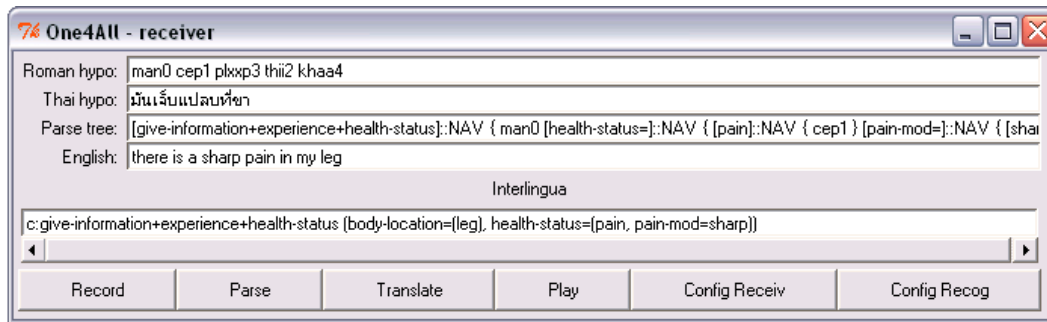 One4All - receiver
Roman hypo: man0 cep1 plxxp3 thii2 khaa4
Thai hypo: มันเจ็บแปลบที่ขา
Parse tree: [give-information+experience+health-status]::NAV { man0 [health-status=]::NAV { [pain]::NAV { cep1 } [pain-mod=]::NAV { [shar
English: there is a sharp pain in my leg
Interlingua
c:give-information+experience+health-status (body-location=(leg), health-status=(pain, pain-mod=sharp))
Record Parse Translate Play Config Receiv Config Recog